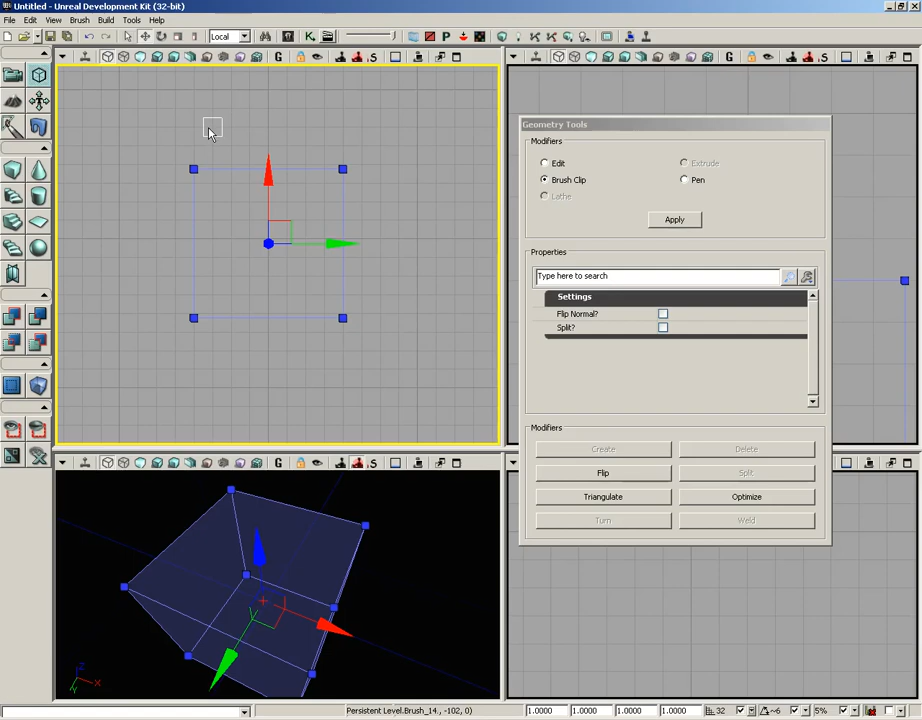 Untitled - Unreal Development Kit (32-bit)
File Edit View Brush Build Tools Help
Local
G S G S
Geometry Tools
Modifiers
Edit Extrude
Brush Clip Pen
Lathe
Apply
Properties
Type here to search
Settings
Flip Normal?
Split?
Modifiers
Create Delete
Flip Split
Triangulate Optimize
Turn Weld
G S
Z
X
Y
Persistent Level.Brush_14., -102, 0) 1.0000 1.0000 1.0000 1.0000 32 ~6 5%